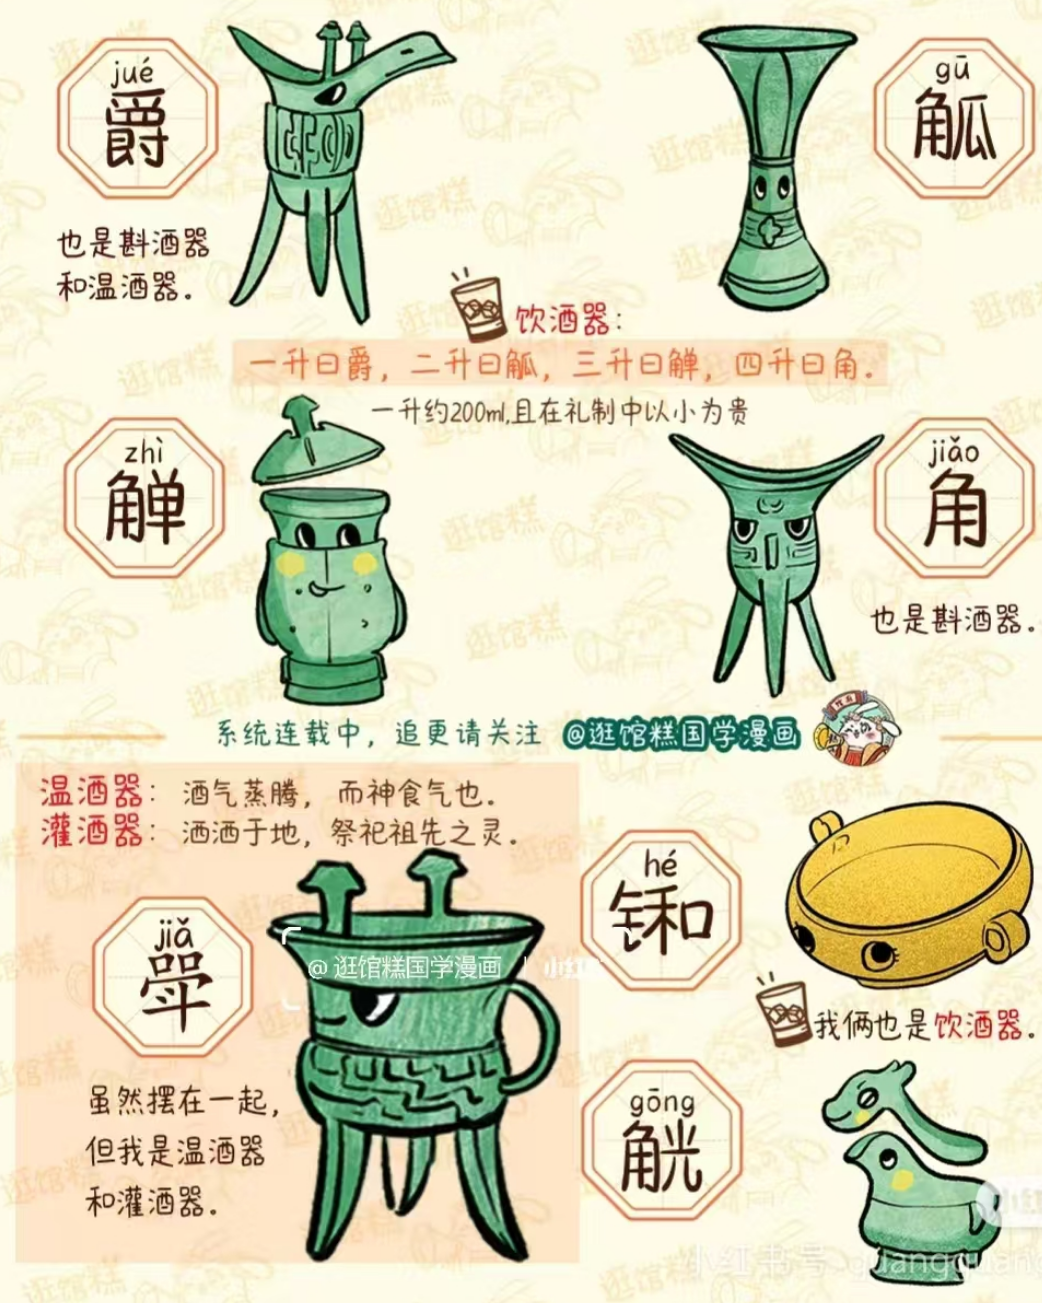 jué
爵
gū
觚
也是斟酒器
和温酒器。
饮酒器：
一升曰爵，二升曰觚，三升曰觯，四升曰角。
一升约200ml,且在礼制中以小为贵
zhì
觯
jiǎo
角
也是斟酒器。
系统连载中，追更请关注 @逛馆糕国学漫画
温酒器：酒气蒸腾，而神食气也。
灌酒器：洒洒于地，祭祀祖先之灵。
jiǎ
斝
虽然摆在一起，
但我是温酒器
和灌酒器。
@逛馆糕国学漫画
hé
钘
我俩也是饮酒器。
gōng
觥
小红书号